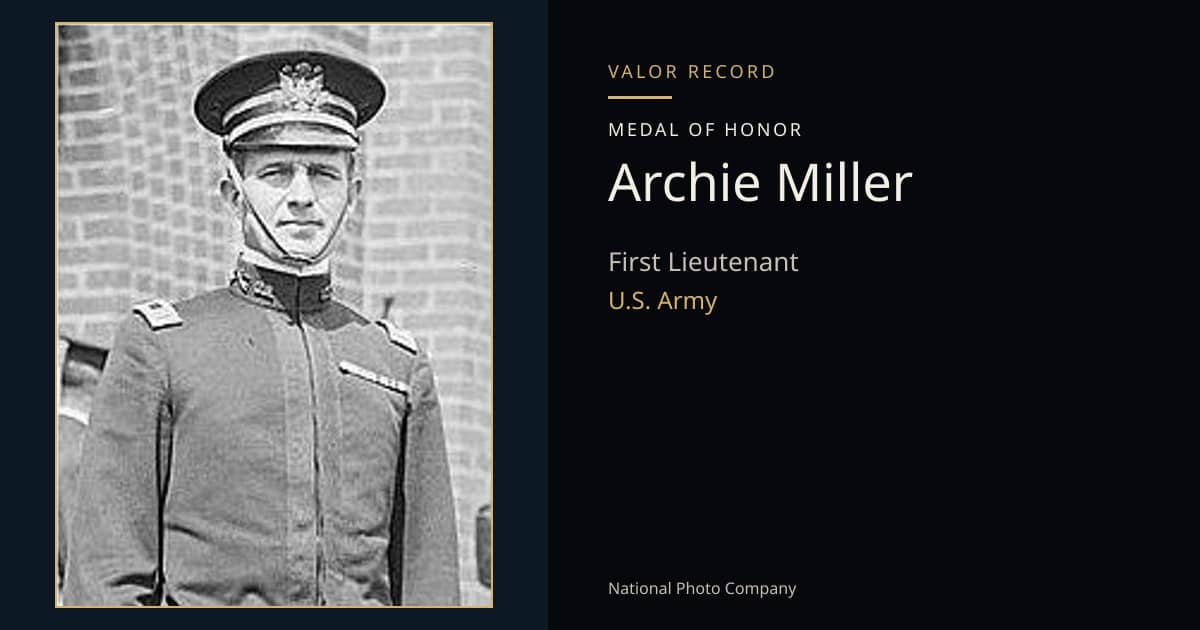 VALOR RECORD
MEDAL OF HONOR
Archie Miller
First Lieutenant
U.S. Army
National Photo Company